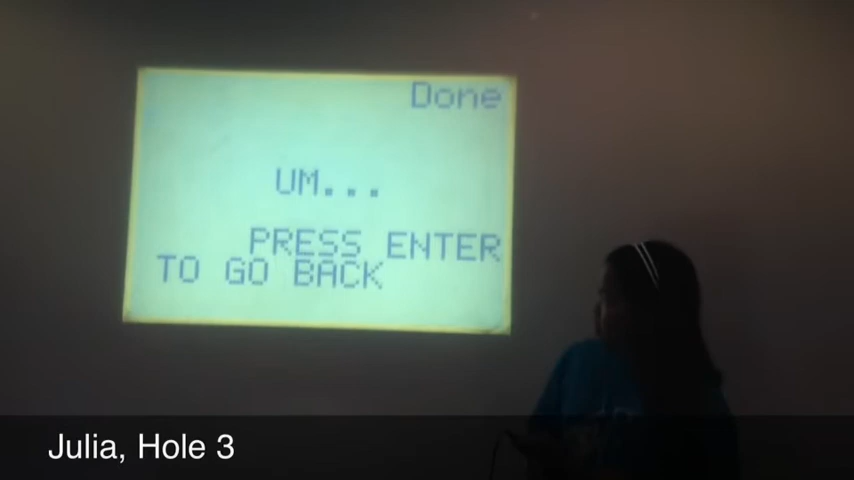 Done
UM...
PRESS ENTER
TO GO BACK
Julia, Hole 3